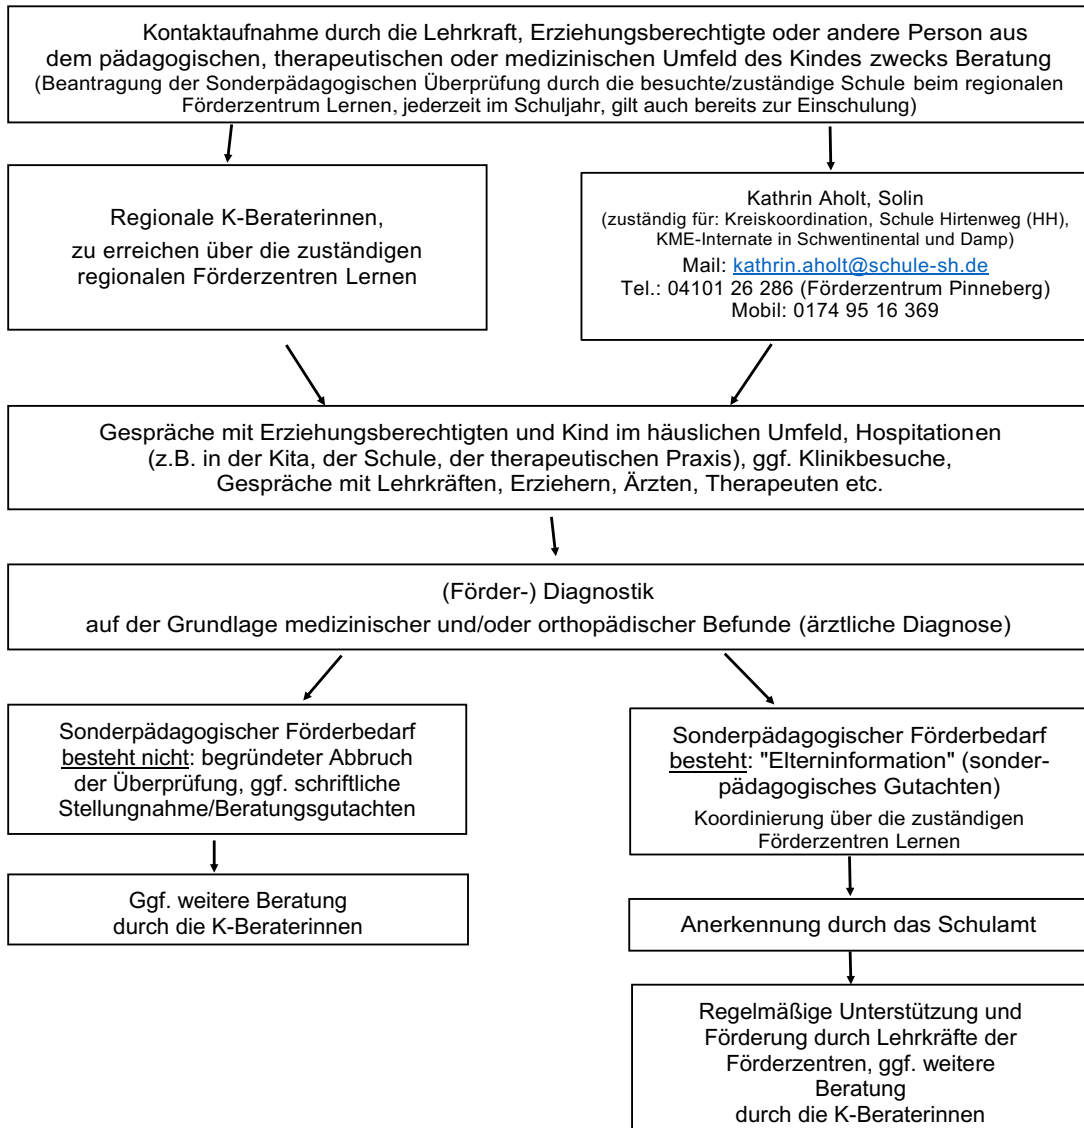 Kontaktaufnahme durch die Lehrkraft, Erziehungsberechtigte oder andere Person aus
dem pädagogischen, therapeutischen oder medizinischen Umfeld des Kindes zwecks Beratung
(Beantragung der Sonderpädagogischen Überprüfung durch die besuchte/zuständige Schule beim regionalen
Förderzentrum Lernen, jederzeit im Schuljahr, gilt auch bereits zur Einschulung)
Regionale K-Beraterinnen,
zu erreichen über die zuständigen
regionalen Förderzentren Lernen
Kathrin Aholt, Solin
(zuständig für: Kreiskoordination, Schule Hirtenweg (HH),
KME-Internate in Schwentinental und Damp)
Mail: kathrin.aholt@schule-sh.de
Tel.: 04101 26 286 (Förderzentrum Pinneberg)
Mobil: 0174 95 16 369
Gespräche mit Erziehungsberechtigten und Kind im häuslichen Umfeld, Hospitationen
(z.B. in der Kita, der Schule, der therapeutischen Praxis), ggf. Klinikbesuche,
Gespräche mit Lehrkräften, Erziehern, Ärzten, Therapeuten etc.
(Förder-) Diagnostik
auf der Grundlage medizinischer und/oder orthopädischer Befunde (ärztliche Diagnose)
Sonderpädagogischer Förderbedarf
besteht nicht: begründeter Abbruch
der Überprüfung, ggf. schriftliche
Stellungnahme/Beratungsgutachten
Ggf. weitere Beratung
durch die K-Beraterinnen
Sonderpädagogischer Förderbedarf
besteht: "Elterninformation" (sonder-
pädagogisches Gutachten)
Koordinierung über die zuständigen
Förderzentren Lernen
Anerkennung durch das Schulamt
Regelmäßige Unterstützung und
Förderung durch Lehrkräfte der
Förderzentren, ggf. weitere
Beratung
durch die K-Beraterinnen